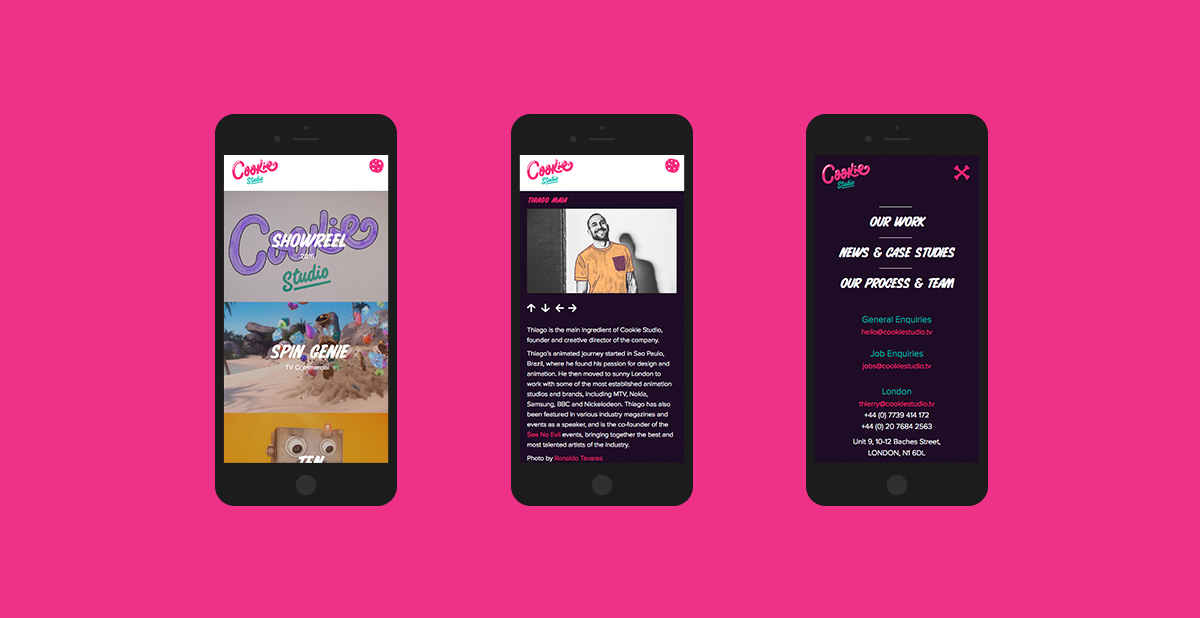 Cookie
Studio
Cookie
SHOWREEL
2016
Studio
SPIN GENIE
TV Commercial
TEN
Cookie
Studio
THIAGO MAIA
Thiago is the main ingredient of Cookie Studio,
founder and creative director of the company.
Thiago's animated journey started in Sao Paulo,
Brazil, where he found his passion for design and
animation. He then moved to sunny London to
work with some of the most established animation
studios and brands, including MTV, Nokia,
Samsung, BBC and Nickelodeon. Thiago has also
been featured in various industry magazines and
events as a speaker, and is the co-founder of the
See No Evil events, bringing together the best and
most talented artists of the industry.
Photo by Ronaldo Tavares
Cookie
Studio
OUR WORK
NEWS & CASE STUDIES
OUR PROCESS & TEAM
General Enquiries
hello@cookiestudio.tv
Job Enquiries
jobs@cookiestudio.tv
London
thierry@cookiestudio.tv
+44 (0) 7739 414 172
+44 (0) 20 7684 2563
Unit 9, 10-12 Baches Street,
LONDON, N1 6DL